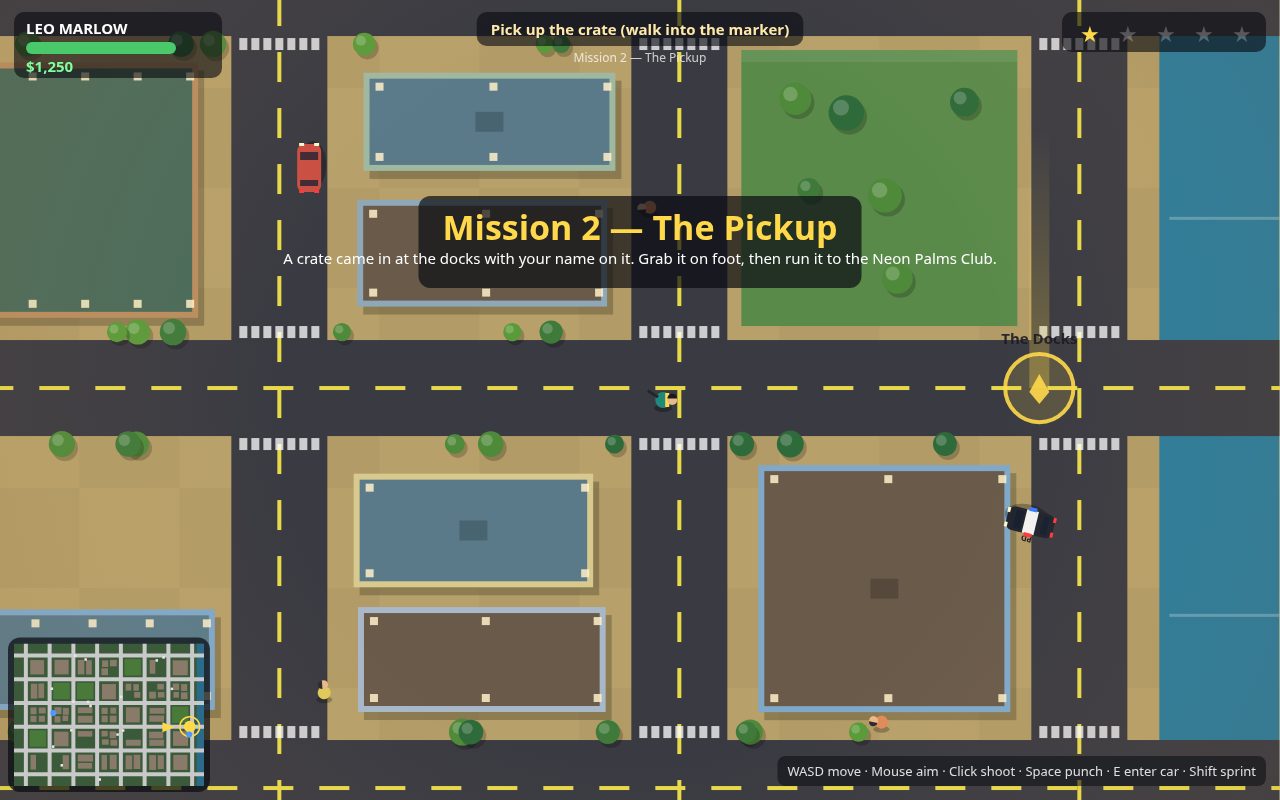 LEO MARLOW
$1,250
Pick up the crate (walk into the marker)
Mission 2 — The Pickup
Mission 2 — The Pickup
A crate came in at the docks with your name on it. Grab it on foot, then run it to the Neon Palms Club.
The Docks
WASD move · Mouse aim · Click shoot · Space punch · E enter car · Shift sprint